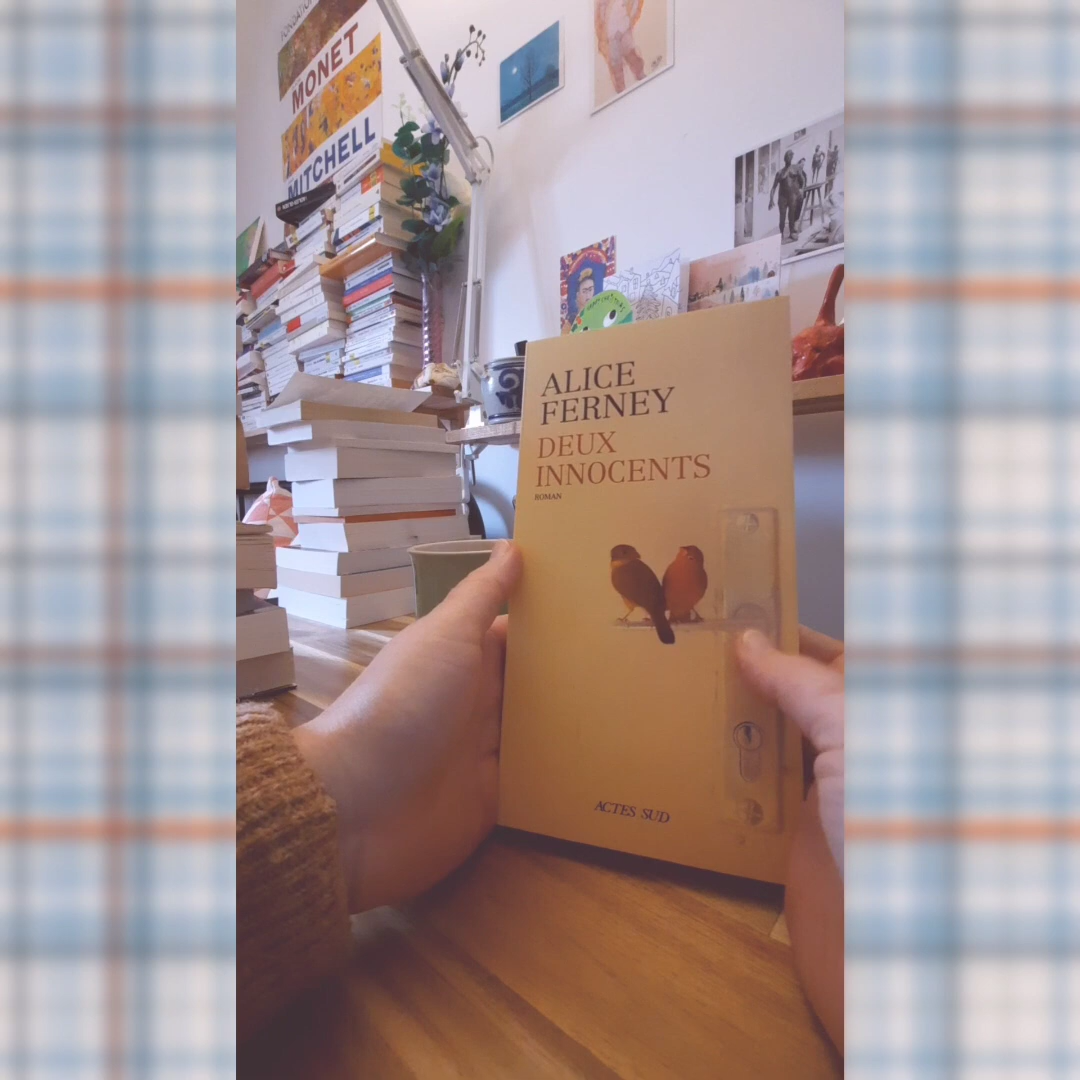 MONET
MITCHELL
ALICE
FERNEY
DEUX
INNOCENTS
ROMAN
ACTES SUD